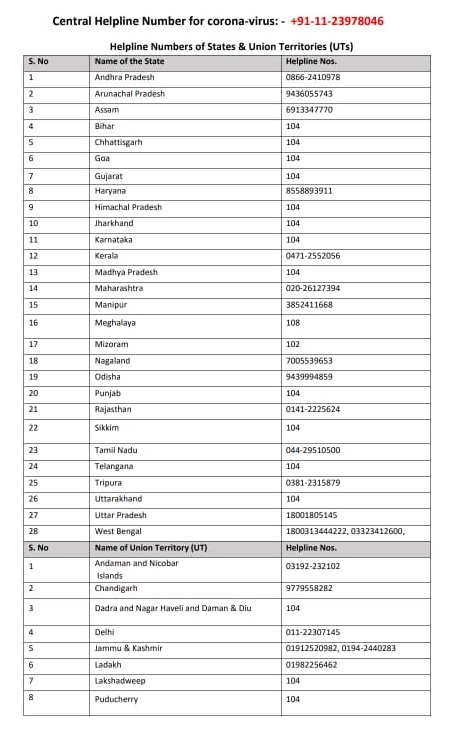 Central Helpline Number for corona-virus: - +91-11-23978046
Helpline Numbers of States & Union Territories (UTs)
S. No Name of the State Helpline Nos.
1 Andhra Pradesh 0866-2410978
2 Arunachal Pradesh 9436055743
3 Assam 6913347770
4 Bihar 104
5 Chhattisgarh 104
6 Goa 104
7 Gujarat 104
8 Haryana 8558893911
9 Himachal Pradesh 104
10 Jharkhand 104
11 Karnataka 104
12 Kerala 0471-2552056
13 Madhya Pradesh 104
14 Maharashtra 020-26127394
15 Manipur 3852411668
16 Meghalaya 108
17 Mizoram 102
18 Nagaland 7005539653
19 Odisha 9439994859
20 Punjab 104
21 Rajasthan 0141-2225624
22 Sikkim 104
23 Tamil Nadu 044-29510500
24 Telangana 104
25 Tripura 0381-2315879
26 Uttarakhand 104
27 Uttar Pradesh 18001805145
28 West Bengal 1800313444222, 03323412600,
S. No Name of Union Territory (UT) Helpline Nos.
1 Andaman and Nicobar 03192-232102
Islands
2 Chandigarh 9779558282
3 Dadra and Nagar Haveli and Daman & Diu 104
4 Delhi 011-22307145
5 Jammu & Kashmir 01912520982, 0194-2440283
6 Ladakh 01982256462
7 Lakshadweep 104
8 Puducherry 104